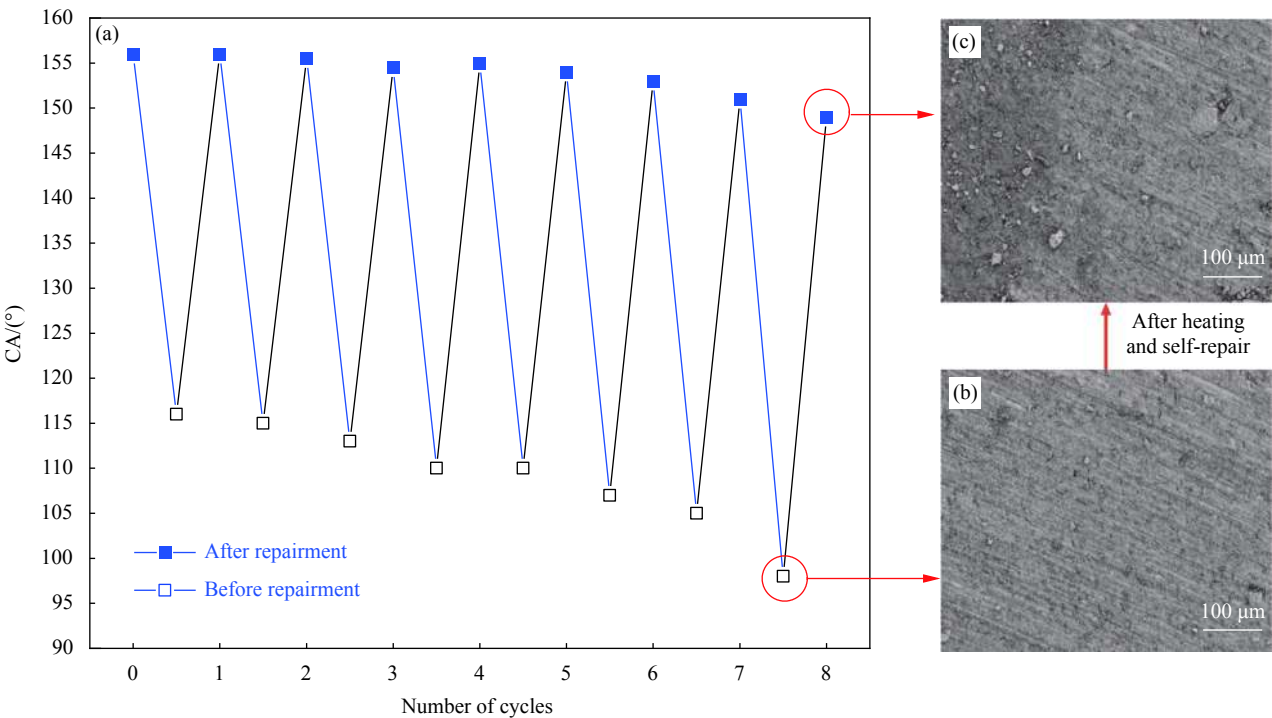 (a)
160
155
150
145
140
135
130
125
120
115
110
105
100
95
90
CA/(°)
0 1 2 3 4 5 6 7 8
Number of cycles
After repairment
Before repairment
(c)
100 μm
After heating
and self-repair
(b)
100 μm